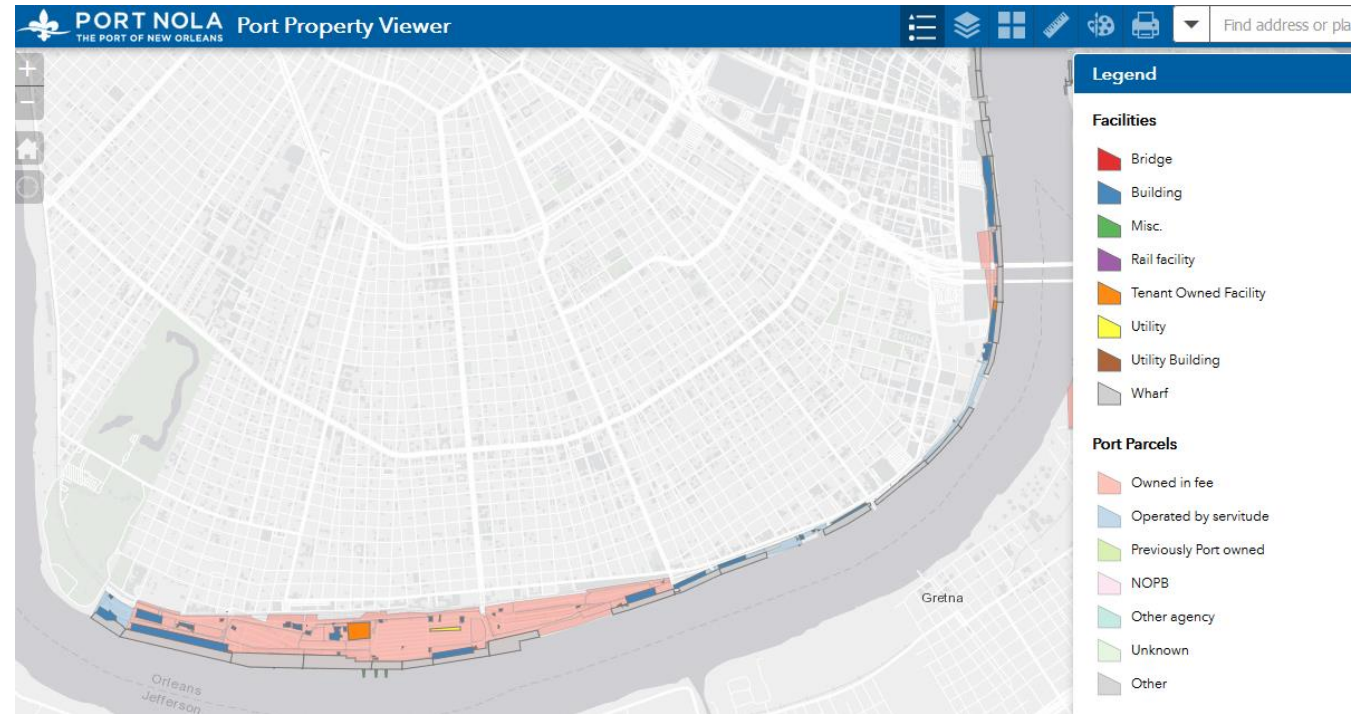 PORT NOLA
THE PORT OF NEW ORLEANS
Port Property Viewer
Find address or pla
Legend
Facilities
Bridge
Building
Misc.
Rail facility
Tenant Owned Facility
Utility
Utility Building
Wharf
Port Parcels
Owned in fee
Operated by servitude
Previously Port owned
NOPB
Other agency
Unknown
Other
Gretna
Orleans
Jefferson